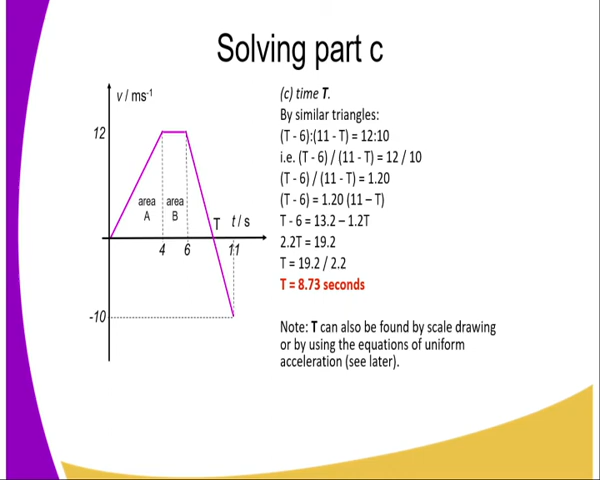 Solving part c
v / ms-1
12
area
A
area
B
T
t / s
4
6
11
-10
(c) time T.
By similar triangles:
(T - 6):(11 - T) = 12:10
i.e. (T - 6) / (11 - T) = 12 / 10
(T - 6) / (11 - T) = 1.20
(T - 6) = 1.20 (11 – T)
T - 6 = 13.2 – 1.2T
2.2T = 19.2
T = 19.2 / 2.2
T = 8.73 seconds
Note: T can also be found by scale drawing
or by using the equations of uniform
acceleration (see later).